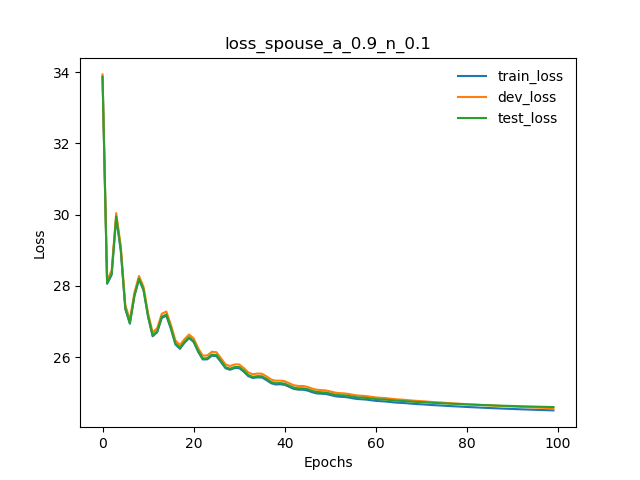 loss_spouse_a_0.9_n_0.1
train_loss
dev_loss
test_loss
Loss
34
32
30
28
26
0 20 40 60 80 100
Epochs